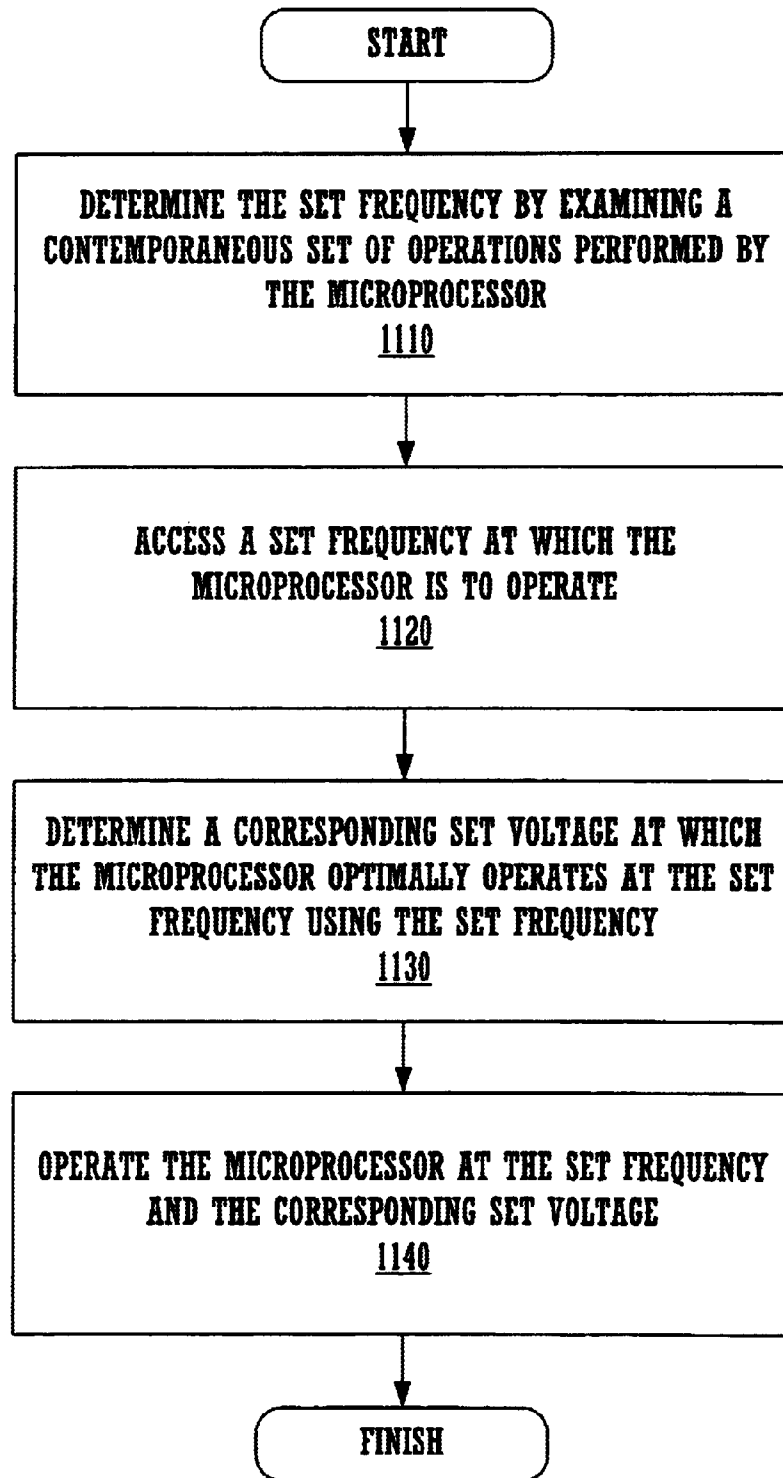 START
DETERMINE THE SET FREQUENCY BY EXAMINING A
CONTEMPORANEOUS SET OF OPERATIONS PERFORMED BY
THE MICROPROCESSOR
1110
ACCESS A SET FREQUENCY AT WHICH THE
MICROPROCESSOR IS TO OPERATE
1120
DETERMINE A CORRESPONDING SET VOLTAGE AT WHICH
THE MICROPROCESSOR OPTIMALLY OPERATES AT THE SET
FREQUENCY USING THE SET FREQUENCY
1130
OPERATE THE MICROPROCESSOR AT THE SET FREQUENCY
AND THE CORRESPONDING SET VOLTAGE
1140
FINISH